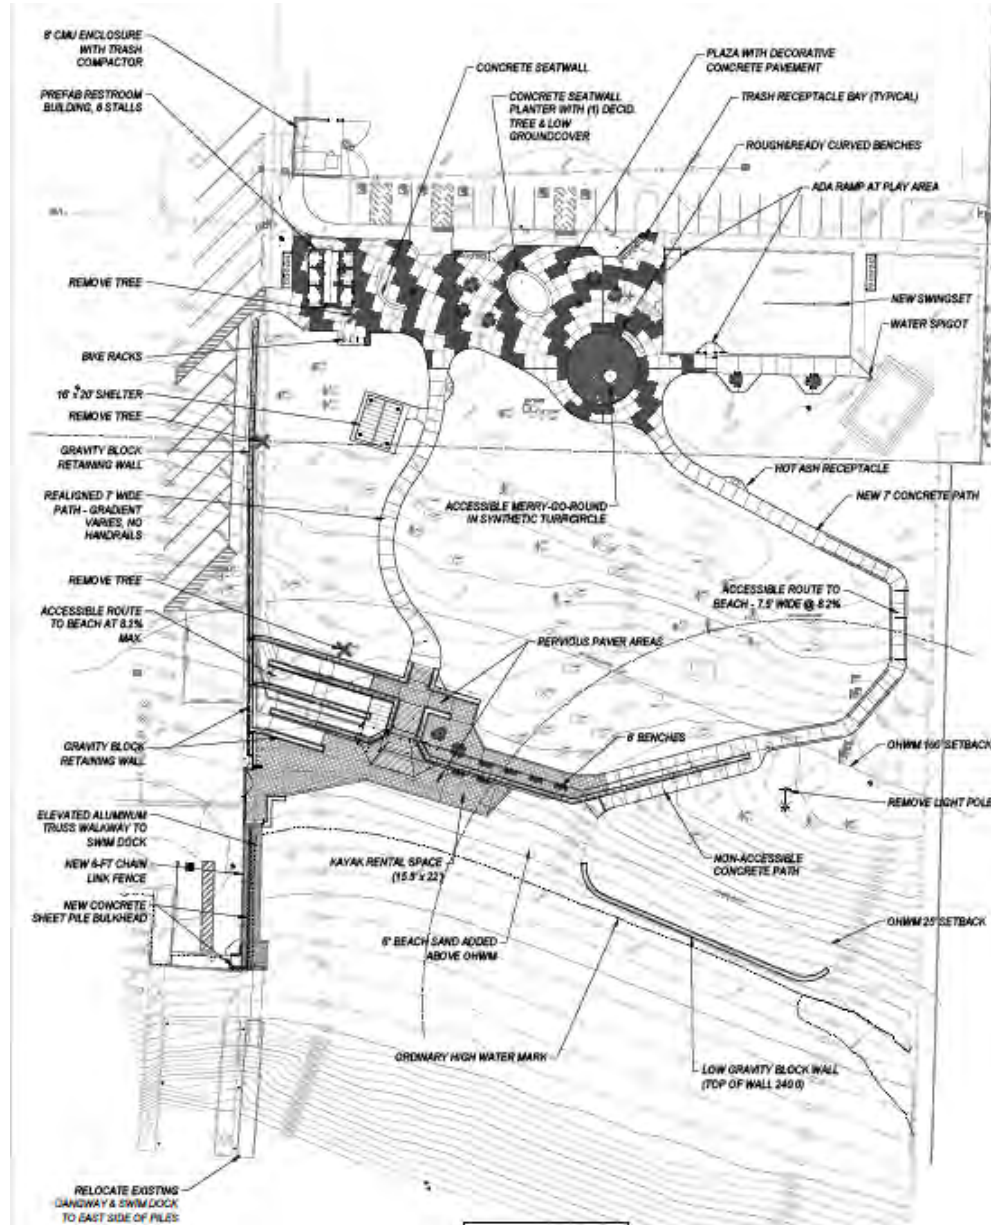 8' CMU ENCLOSURE
WITH TRASH
COMPACTOR
PREFAB RESTROOM
BUILDING, 6 STALLS
CONCRETE SEATWALL
CONCRETE SEATWALL
PLANTER WITH (1) DECID.
TREE & LOW
GROUNDCOVER
PLAZA WITH DECORATIVE
CONCRETE PAVEMENT
TRASH RECEPTACLE BAY (TYPICAL)
ROUGH&READY CURVED BENCHES
ADA RAMP AT PLAY AREA
REMOVE TREE
NEW SWINGSET
WATER SPIGOT
BIKE RACKS
16' x 20' SHELTER
REMOVE TREE
GRAVITY BLOCK
RETAINING WALL
REALIGNED 7' WIDE
PATH - GRADIENT
VARIES, NO
HANDRAILS
HOT ASH RECEPTACLE
NEW 7' CONCRETE PATH
ACCESSIBLE MERRY-GO-ROUND
IN SYNTHETIC TURF CIRCLE
REMOVE TREE
ACCESSIBLE ROUTE
TO BEACH AT 8.2%
MAX.
ACCESSIBLE ROUTE TO
BEACH - 7.5' WIDE @ 8.2%
PERVIOUS PAVER AREAS
GRAVITY BLOCK
RETAINING WALL
6' BENCHES
OHWM 100' SETBACK
REMOVE LIGHT POLE
ELEVATED ALUMINUM
TRUSS WALKWAY TO
SWIM DOCK
KAYAK RENTAL SPACE
(15.5' x 22')
NON-ACCESSIBLE
CONCRETE PATH
NEW 6-FT CHAIN
LINK FENCE
NEW CONCRETE
SHEET PILE BULKHEAD
6" BEACH SAND ADDED
ABOVE OHWM
OHWM 25' SETBACK
ORDINARY HIGH WATER MARK
LOW GRAVITY BLOCK WALL
(TOP OF WALL 240.0)
RELOCATE EXISTING
GANGWAY & SWIM DOCK
TO EAST SIDE OF PILES